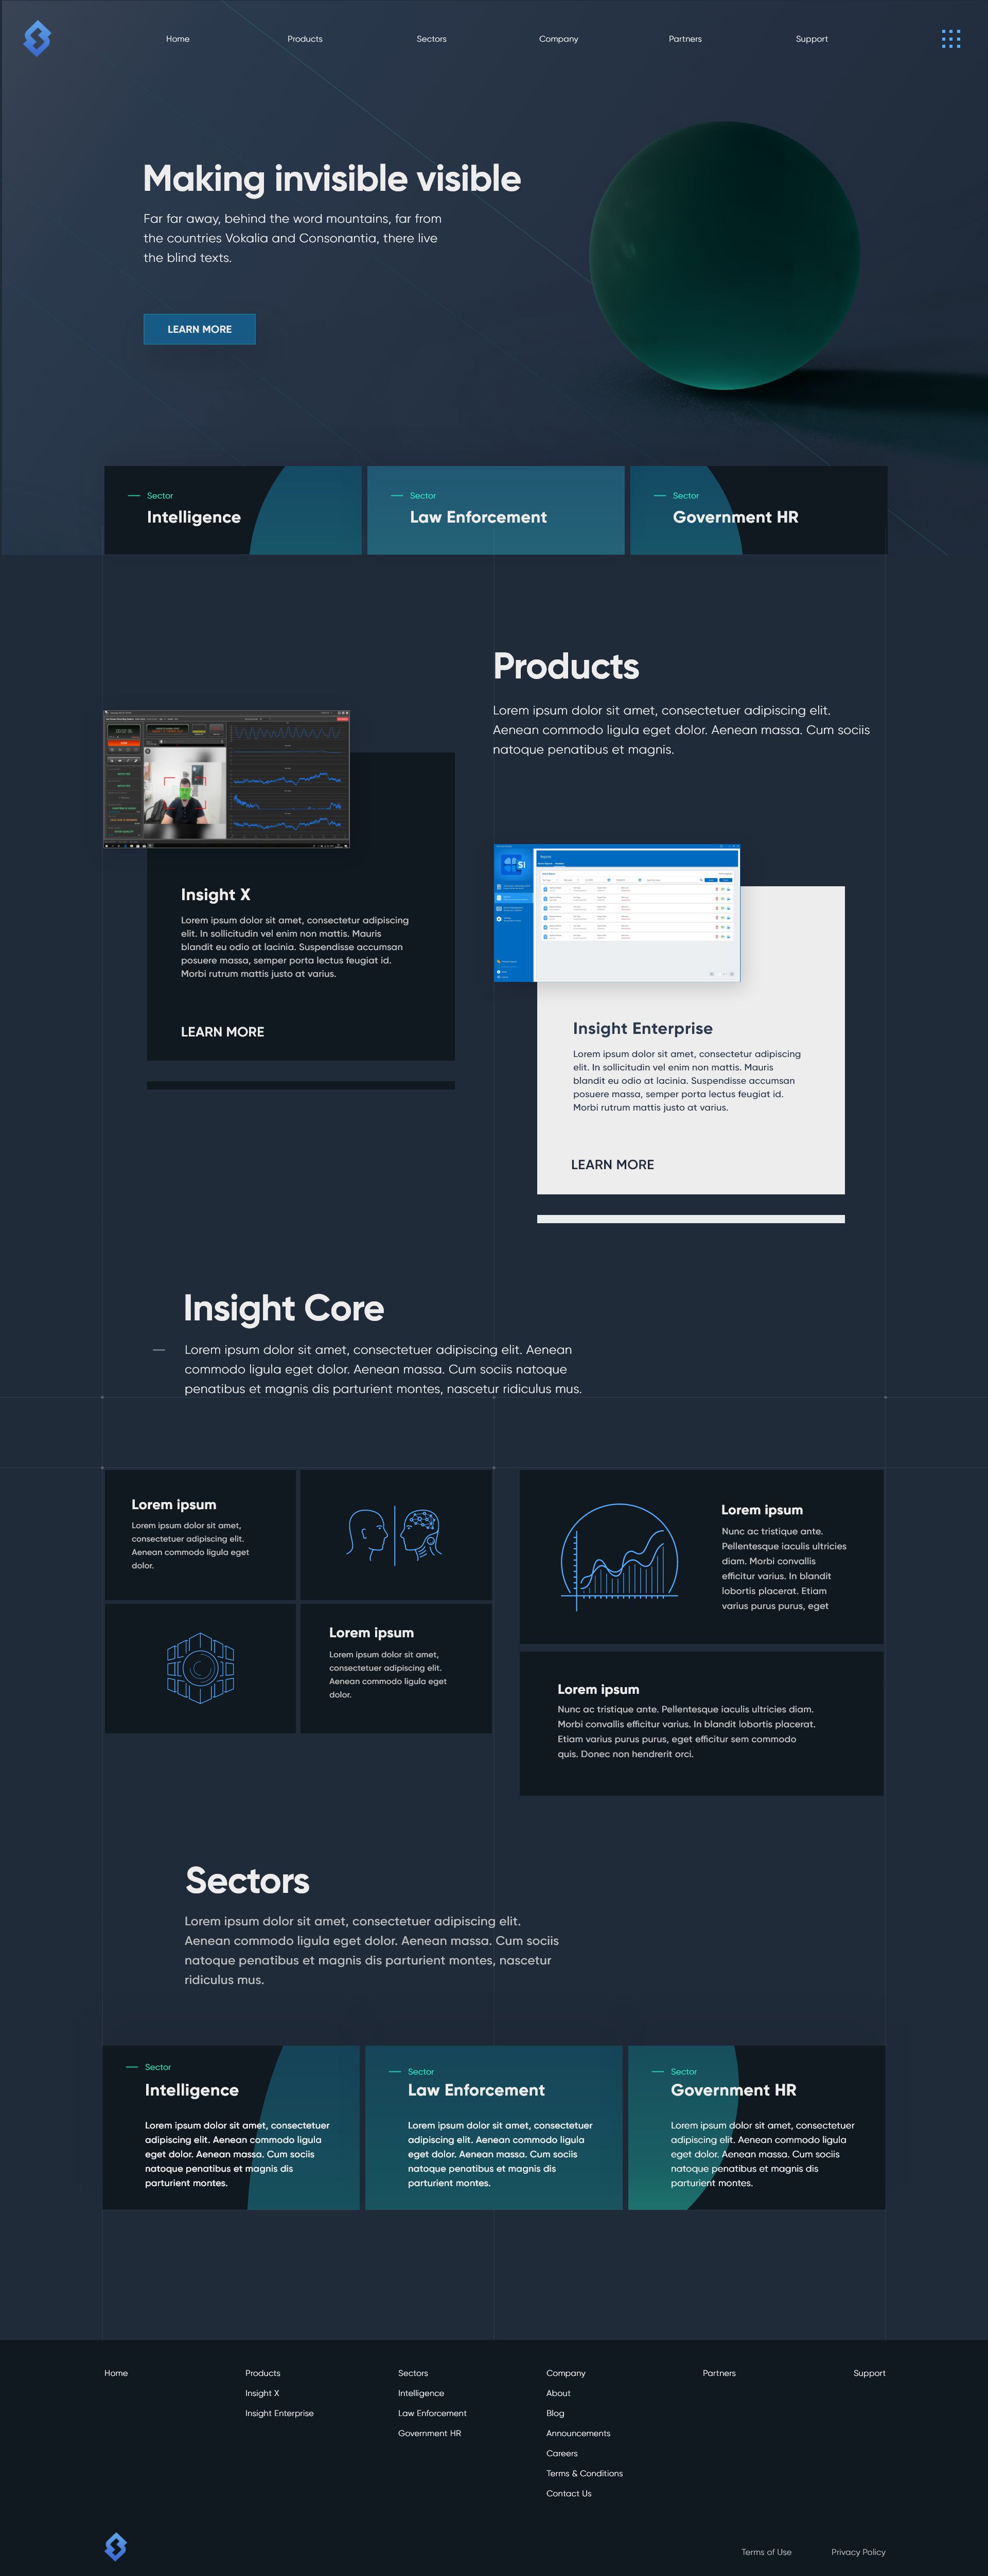 Home
Products
Sectors
Company
Partners
Support
Making invisible visible
Far far away, behind the word mountains, far from
the countries Vokalia and Consonantia, there live
the blind texts.
LEARN MORE
Sector
Intelligence
Sector
Law Enforcement
Sector
Government HR
Products
Lorem ipsum dolor sit amet, consectetuer adipiscing elit.
Aenean commodo ligula eget dolor. Aenean massa. Cum sociis
natoque penatibus et magnis.
Insight X
Lorem ipsum dolor sit amet, consectetur adipiscing
elit. In sollicitudin vel enim non mattis. Mauris
blandit eu odio at lacinia. Suspendisse accumsan
posuere massa, semper porta lectus feugiat id.
Morbi rutrum mattis justo at varius.
LEARN MORE
SI
Insight Enterprise
Lorem ipsum dolor sit amet, consectetur adipiscing
elit. In sollicitudin vel enim non mattis. Mauris
blandit eu odio at lacinia. Suspendisse accumsan
posuere massa, semper porta lectus feugiat id.
Morbi rutrum mattis justo at varius.
LEARN MORE
Insight Core
Lorem ipsum dolor sit amet, consectetuer adipiscing elit. Aenean
commodo ligula eget dolor. Aenean massa. Cum sociis natoque
penatibus et magnis dis parturient montes, nascetur ridiculus mus.
Lorem ipsum
Lorem ipsum dolor sit amet,
consectetuer adipiscing elit.
Aenean commodo ligula eget
dolor.
Lorem ipsum
Lorem ipsum dolor sit amet,
consectetuer adipiscing elit.
Aenean commodo ligula eget
dolor.
Lorem ipsum
Nunc ac tristique ante.
Pellentesque iaculis ultricies
diam. Morbi convallis
efficitur varius. In blandit
lobortis placerat. Etiam
varius purus purus, eget
Lorem ipsum
Nunc ac tristique ante. Pellentesque iaculis ultricies diam.
Morbi convallis efficitur varius. In blandit lobortis placerat.
Etiam varius purus purus, eget efficitur sem commodo
quis. Donec non hendrerit orci.
Sectors
Lorem ipsum dolor sit amet, consectetuer adipiscing elit.
Aenean commodo ligula eget dolor. Aenean massa. Cum sociis
natoque penatibus et magnis dis parturient montes, nascetur
ridiculus mus.
Sector
Intelligence
Lorem ipsum dolor sit amet, consectetuer
adipiscing elit. Aenean commodo ligula
eget dolor. Aenean massa. Cum sociis
natoque penatibus et magnis dis
parturient montes.
Sector
Law Enforcement
Lorem ipsum dolor sit amet, consectetuer
adipiscing elit. Aenean commodo ligula
eget dolor. Aenean massa. Cum sociis
natoque penatibus et magnis dis
parturient montes.
Sector
Government HR
Lorem ipsum dolor sit amet, consectetuer
adipiscing elit. Aenean commodo ligula
eget dolor. Aenean massa. Cum sociis
natoque penatibus et magnis dis
parturient montes.
Home
Products
Insight X
Insight Enterprise
Sectors
Intelligence
Law Enforcement
Government HR
Company
About
Blog
Announcements
Careers
Terms & Conditions
Contact Us
Partners
Support
Terms of Use
Privacy Policy